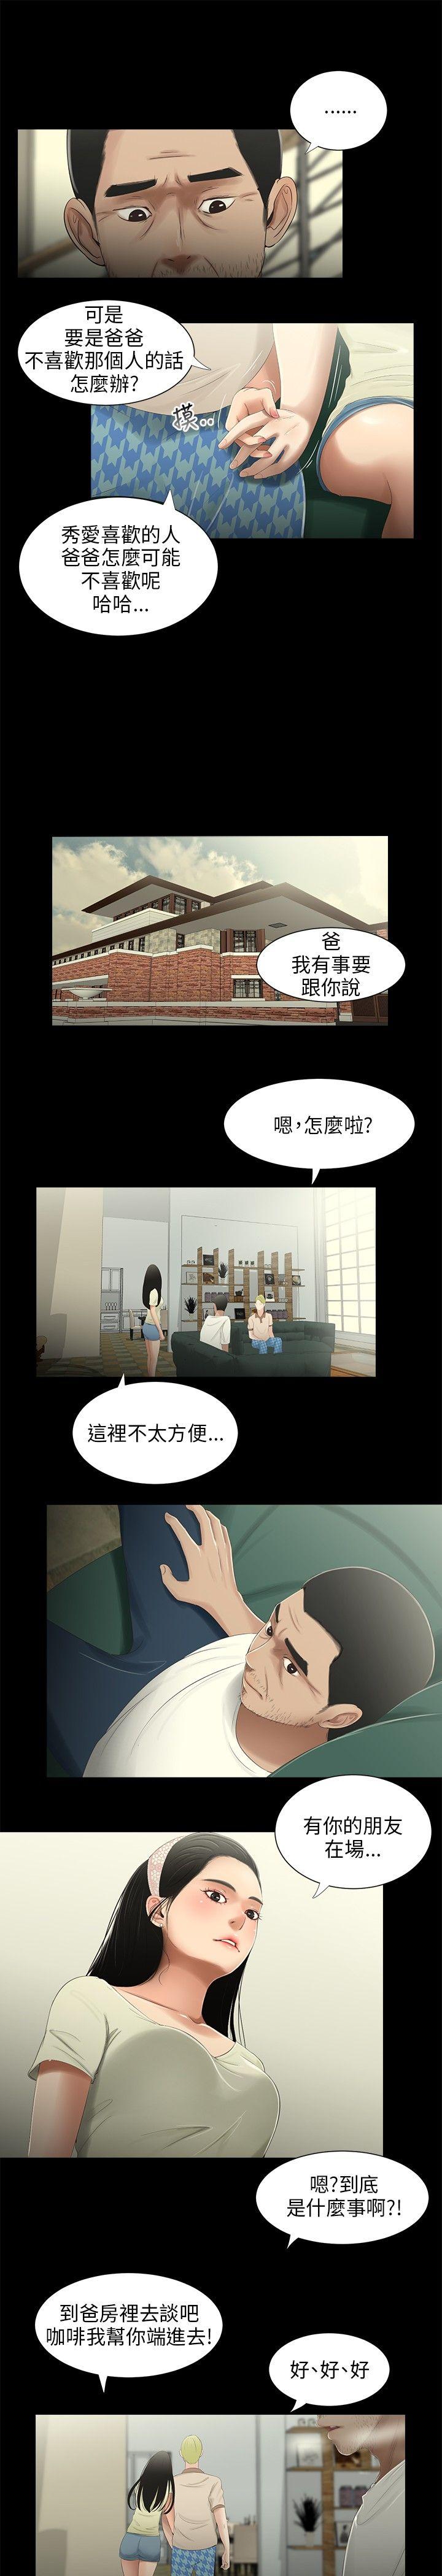 ......
可是
要是爸爸
不喜歡那個人的話
怎麼辦?
摸..
秀愛喜歡的人
爸爸怎麼可能
不喜歡呢
哈哈...
爸
我有事要
跟你說
嗯,怎麼啦?
這裡不太方便...
有你的朋友
在場...
嗯?到底
是什麼事啊?!
到爸房裡去談吧
咖啡我幫你端進去!
好、好、好